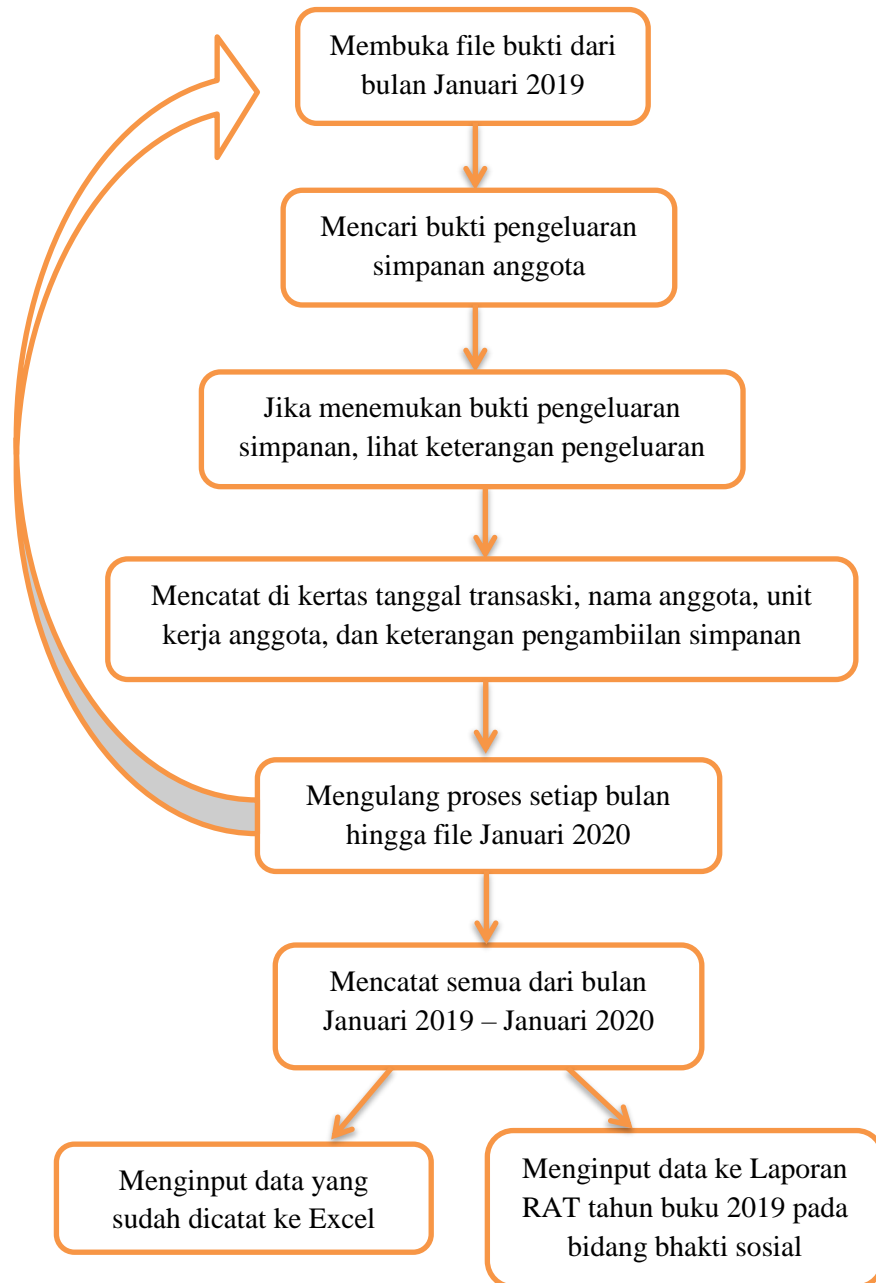 Membuka file bukti dari
bulan Januari 2019
Mencari bukti pengeluaran
simpanan anggota
Jika menemukan bukti pengeluaran
simpanan, lihat keterangan pengeluaran
Mencatat di kertas tanggal transaski, nama anggota, unit
kerja anggota, dan keterangan pengambiilan simpanan
Mengulang proses setiap bulan
hingga file Januari 2020
Mencatat semua dari bulan
Januari 2019 – Januari 2020
Menginput data yang
sudah dicatat ke Excel
Menginput data ke Laporan
RAT tahun buku 2019 pada
bidang bhakti sosial